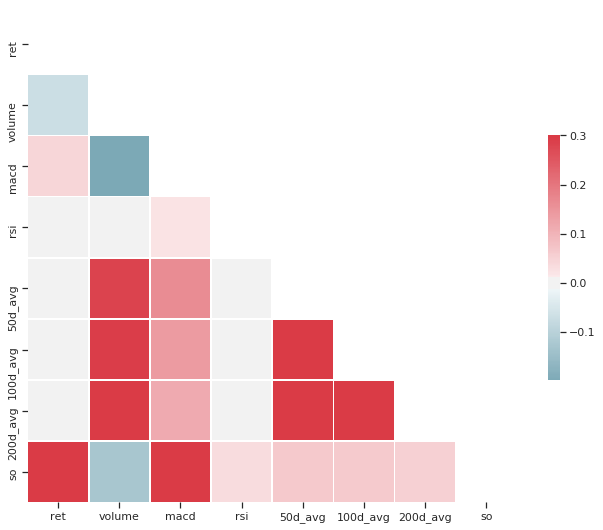 ret
volume
macd
rsi
50d_avg
100d_avg
200d_avg
so
ret volume macd rsi 50d_avg 100d_avg 200d_avg so
0.3
0.2
0.1
0.0
−0.1